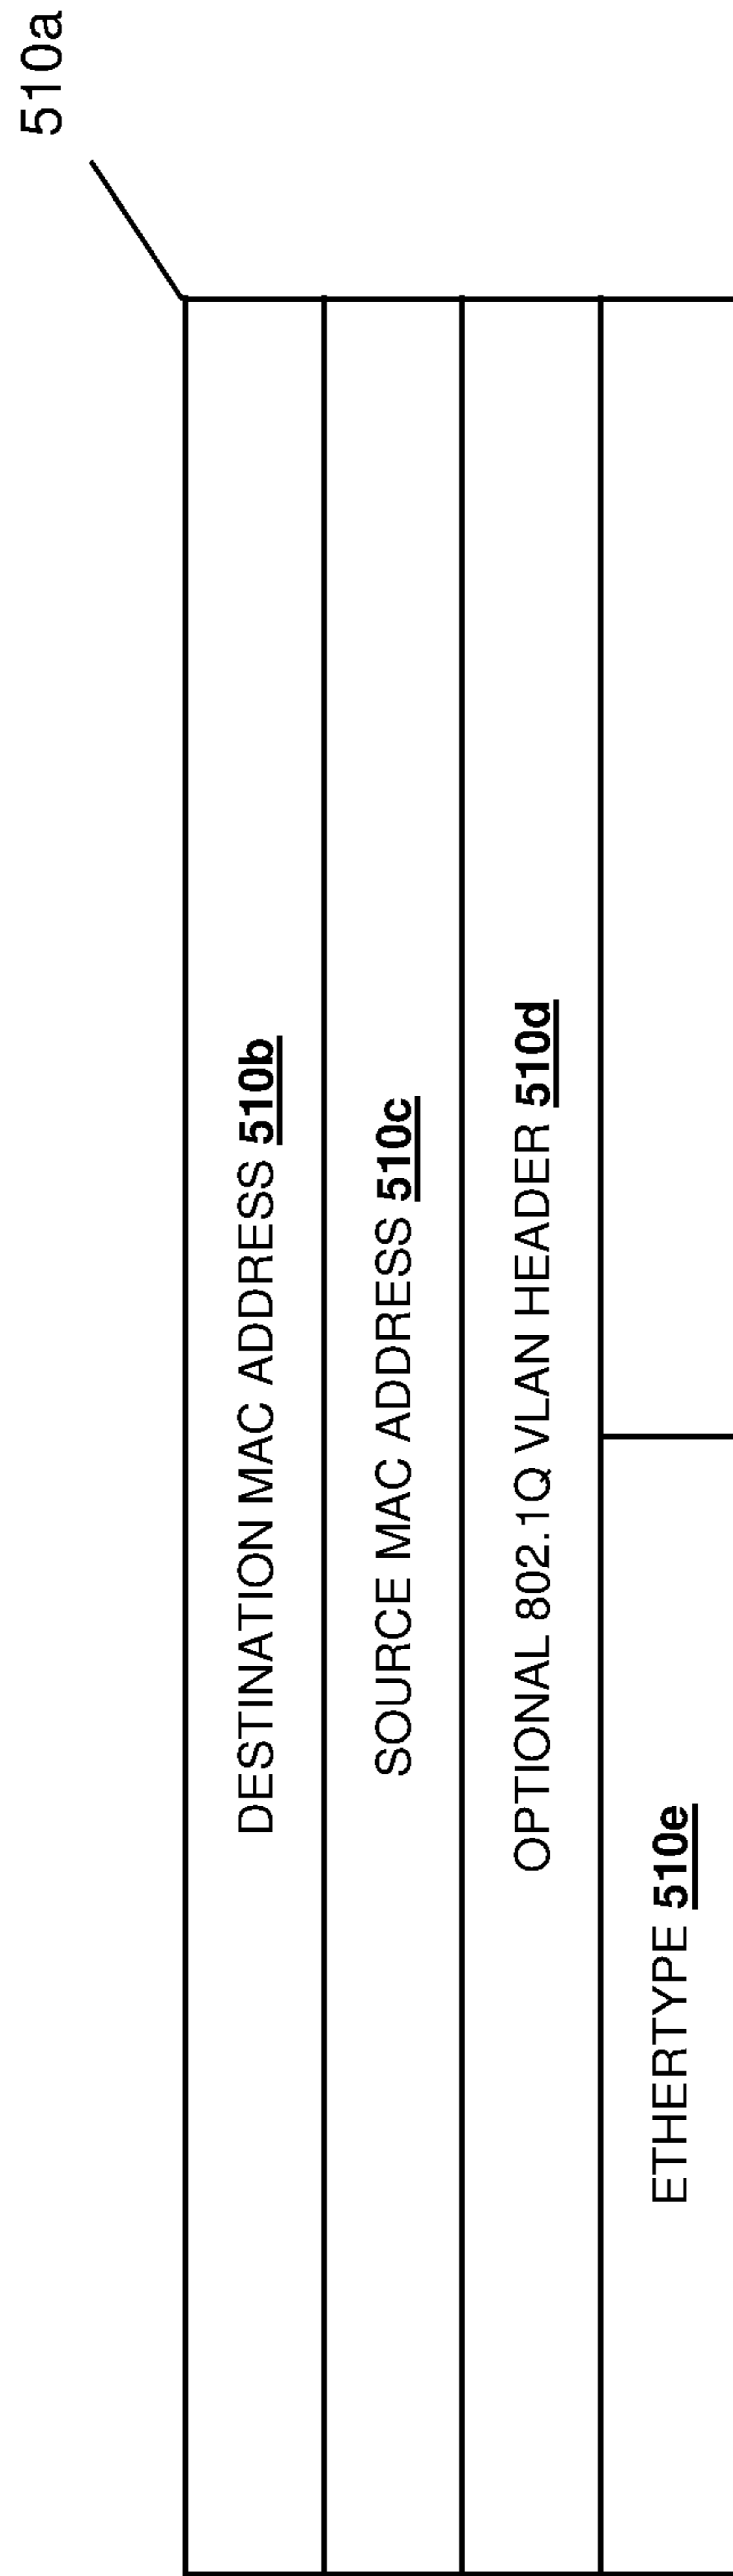 510a
DESTINATION MAC ADDRESS 510b
SOURCE MAC ADDRESS 510c
OPTIONAL 802.1Q VLAN HEADER 510d
ETHERTYPE 510e